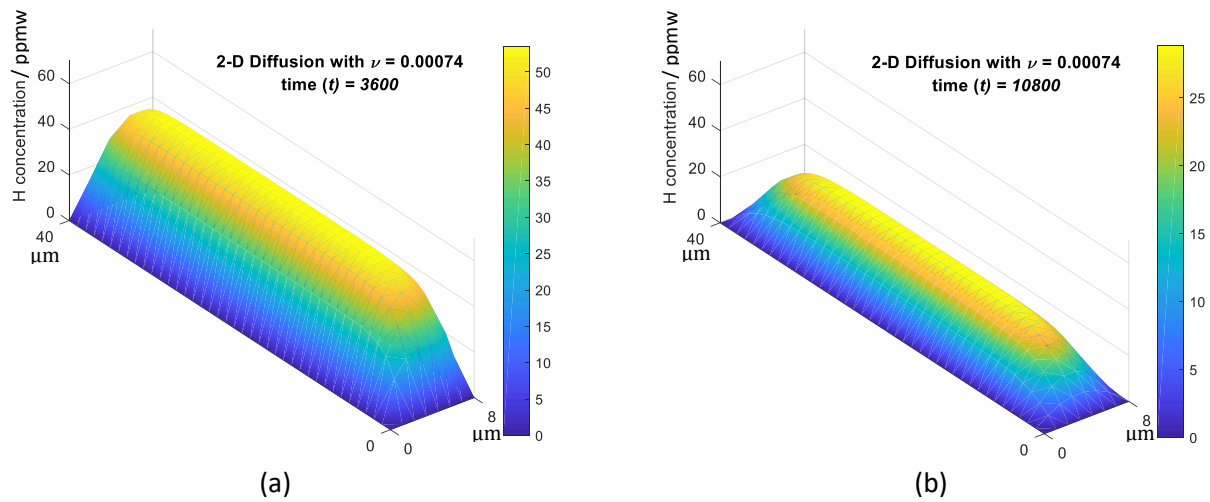 2-D Diffusion with ν = 0.00074
time (t) = 3600
H concentration / ppmw
60
40
20
0
40
μm
0
0
μm
8
50
45
40
35
30
25
20
15
10
5
0
(a)
2-D Diffusion with ν = 0.00074
time (t) = 10800
H concentration / ppmw
60
40
20
0
40
μm
0
0
μm
8
25
20
15
10
5
0
(b)